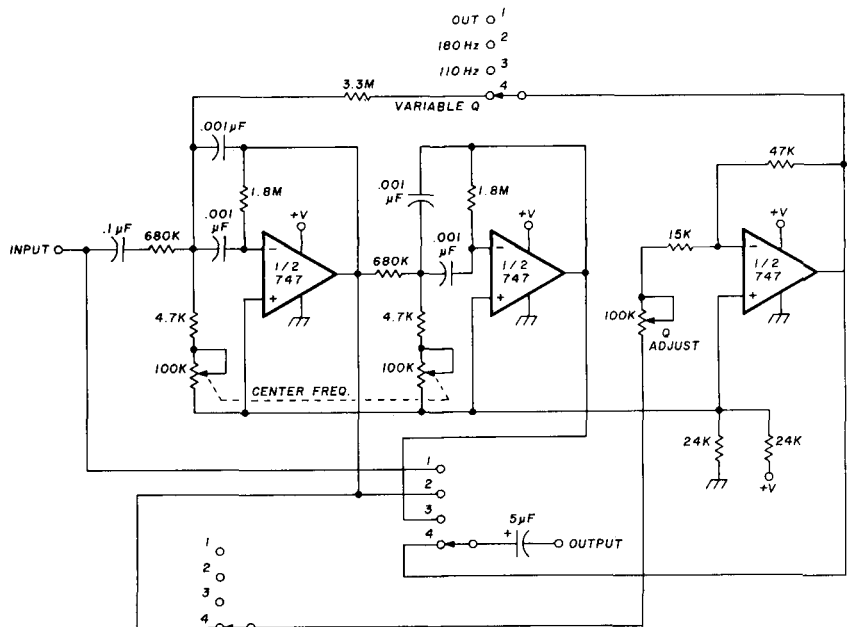 OUT 1
180 Hz 2
110 Hz 3
4
3.3M
VARIABLE Q
.001µF
1.8M
.001
µF
+V
INPUT
.1µF
680K
1/2
747
−
+
4.7K
100K
CENTER FREQ.
.001
µF
1.8M
680K
.001
µF
+V
1/2
747
−
+
4.7K
100K
47K
15K
+V
1/2
747
−
+
100K
Q
ADJUST
24K
24K
+V
1
2
3
4
5µF
+
OUTPUT
1
2
3
4